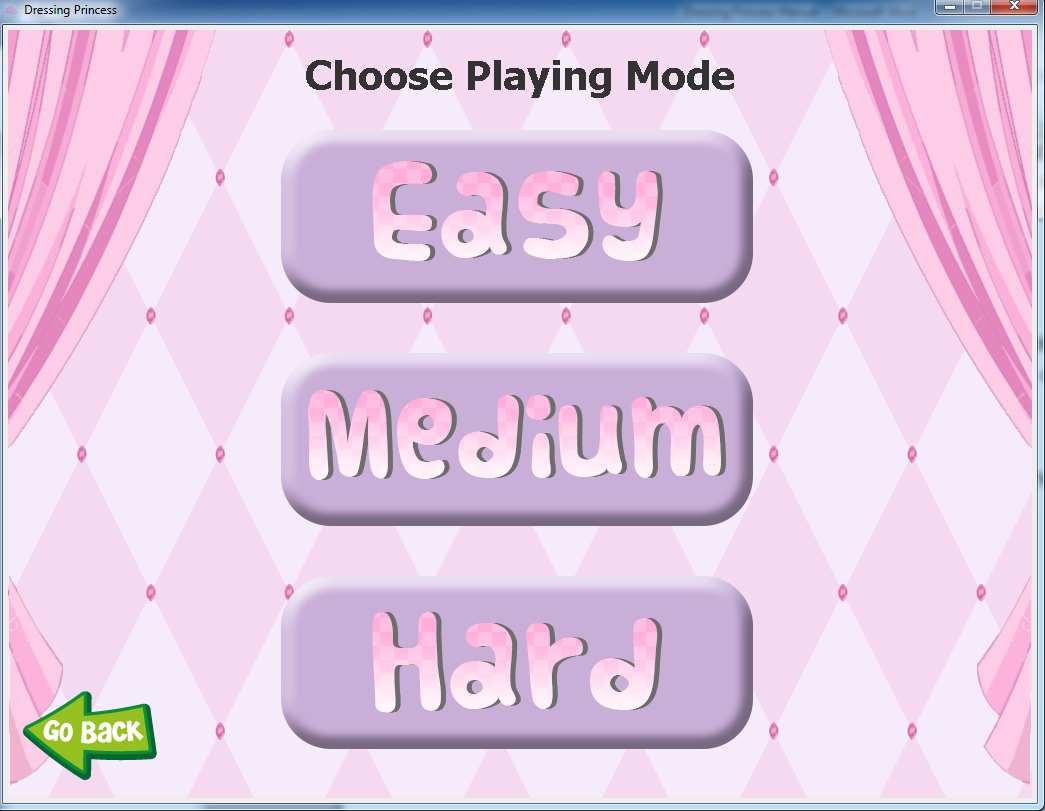 Dressing Princess
Choose Playing Mode
Easy
Medium
Hard
GO BACK